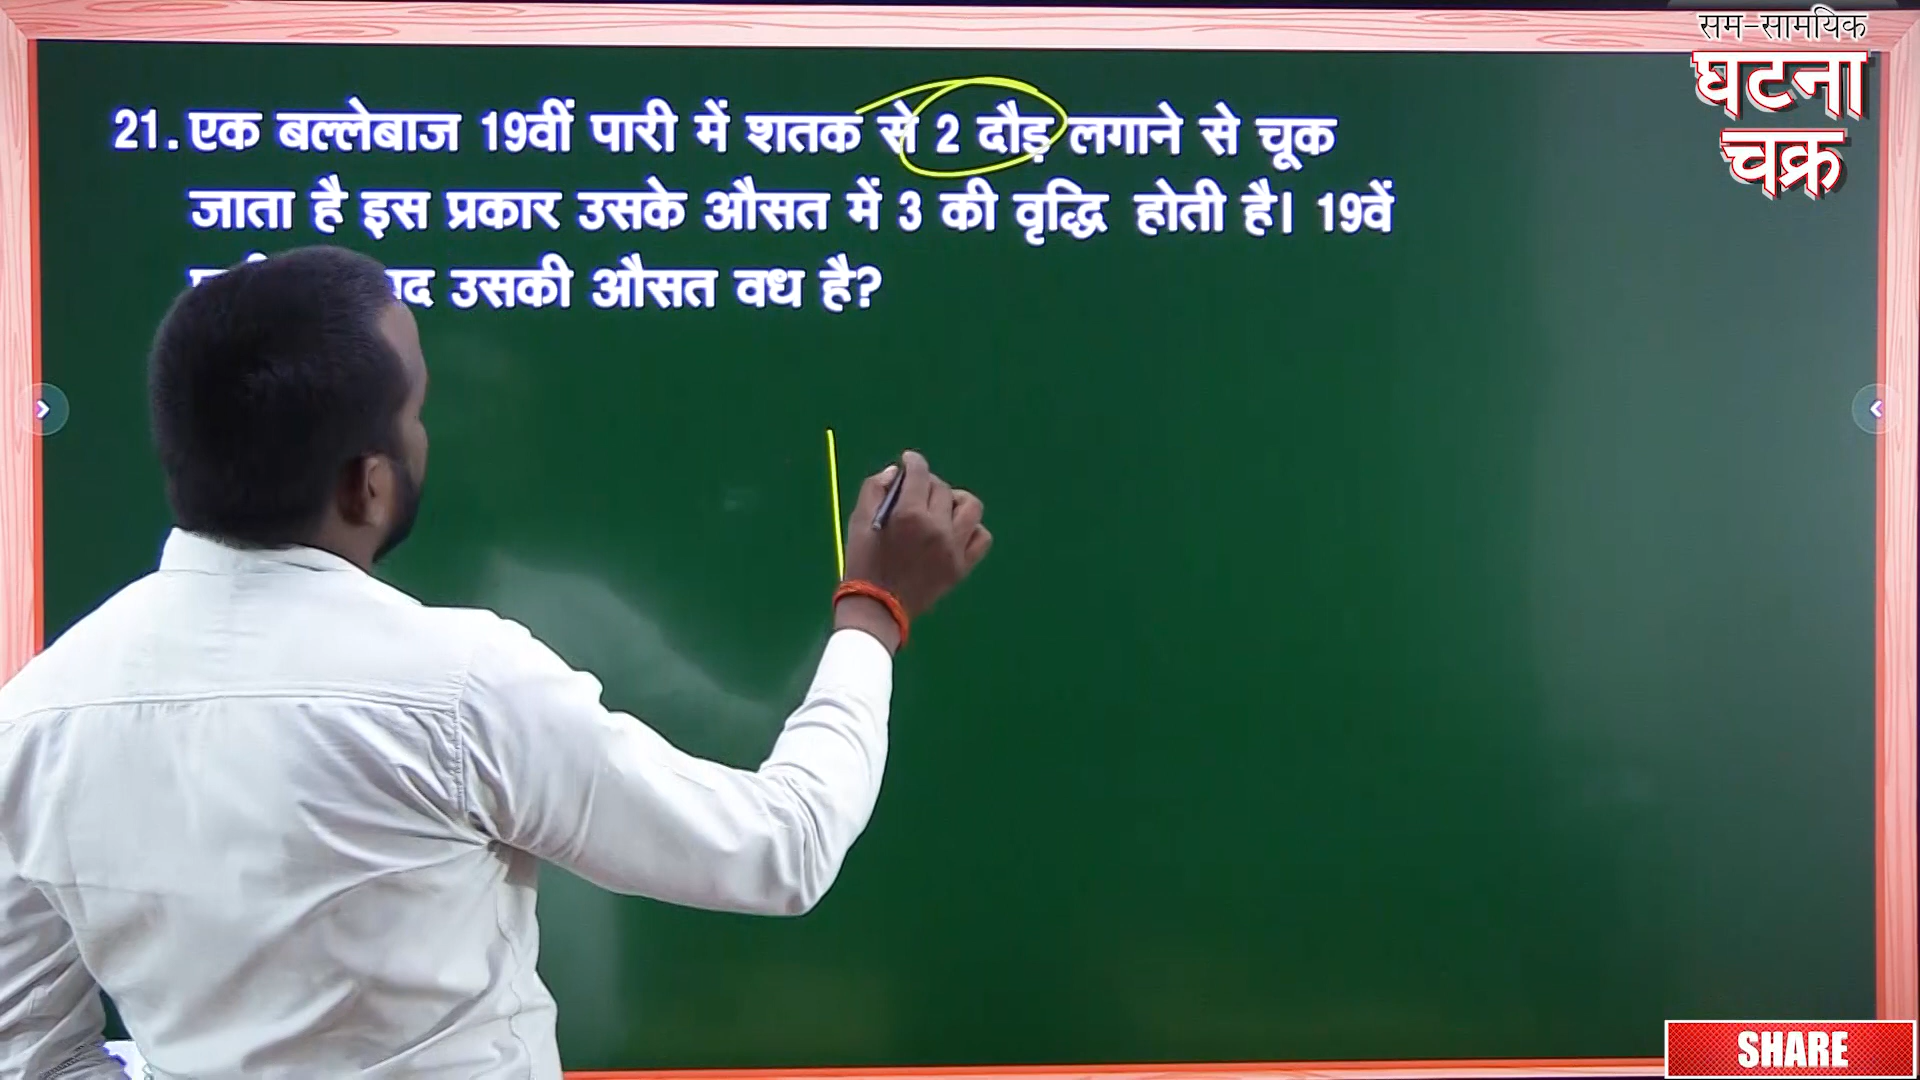 सम-सामयिक
घटना
चक्र
21. एक बल्लेबाज 19वीं पारी में शतक से 2 दौड़ लगाने से चूक
जाता है इस प्रकार उसके औसत में 3 की वृद्धि होती है। 19वें
उसकी औसत वध है?
SHARE